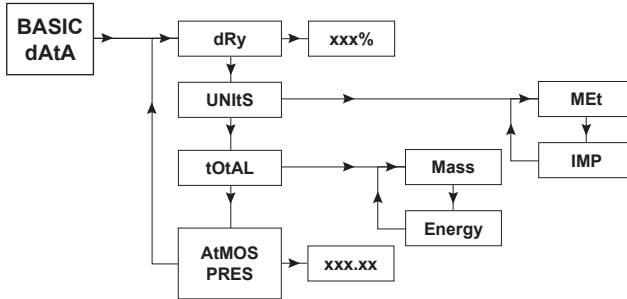 BASIC
dAtA
dRy
xxx%
UNItS
MEt
IMP
tOtAL
Mass
Energy
AtMOS
PRES
xxx.xx